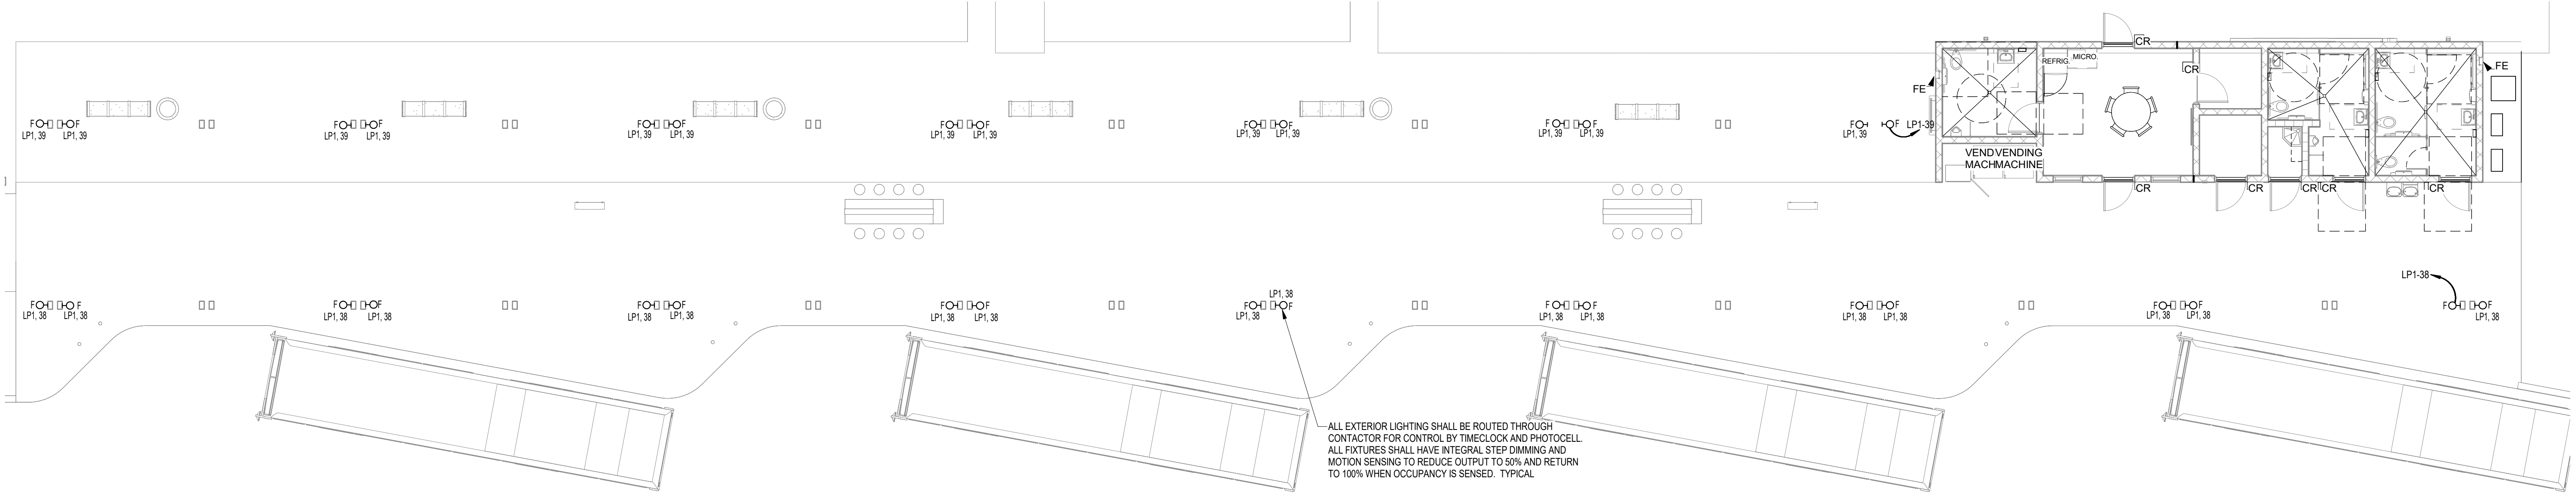 CR
REFRIG.
MICRO.
CR
FE
FE
F F
LP1, 39 LP1, 39
F F
LP1, 39 LP1, 39
F F
LP1, 39 LP1, 39
F F
LP1, 39 LP1, 39
F F
LP1, 39 LP1, 39
F F
LP1, 39 LP1, 39
F F LP1-39
LP1, 39
VEND VENDING
MACH MACHINE
CR CR CR CR CR
LP1-38
LP1, 38
F F
LP1, 38 LP1, 38
F F
LP1, 38 LP1, 38
F F
LP1, 38 LP1, 38
F F
LP1, 38 LP1, 38
F F
LP1, 38
F F
LP1, 38 LP1, 38
F F
LP1, 38 LP1, 38
F F
LP1, 38 LP1, 38
F F
LP1, 38
ALL EXTERIOR LIGHTING SHALL BE ROUTED THROUGH
CONTACTOR FOR CONTROL BY TIMECLOCK AND PHOTOCELL.
ALL FIXTURES SHALL HAVE INTEGRAL STEP DIMMING AND
MOTION SENSING TO REDUCE OUTPUT TO 50% AND RETURN
TO 100% WHEN OCCUPANCY IS SENSED. TYPICAL